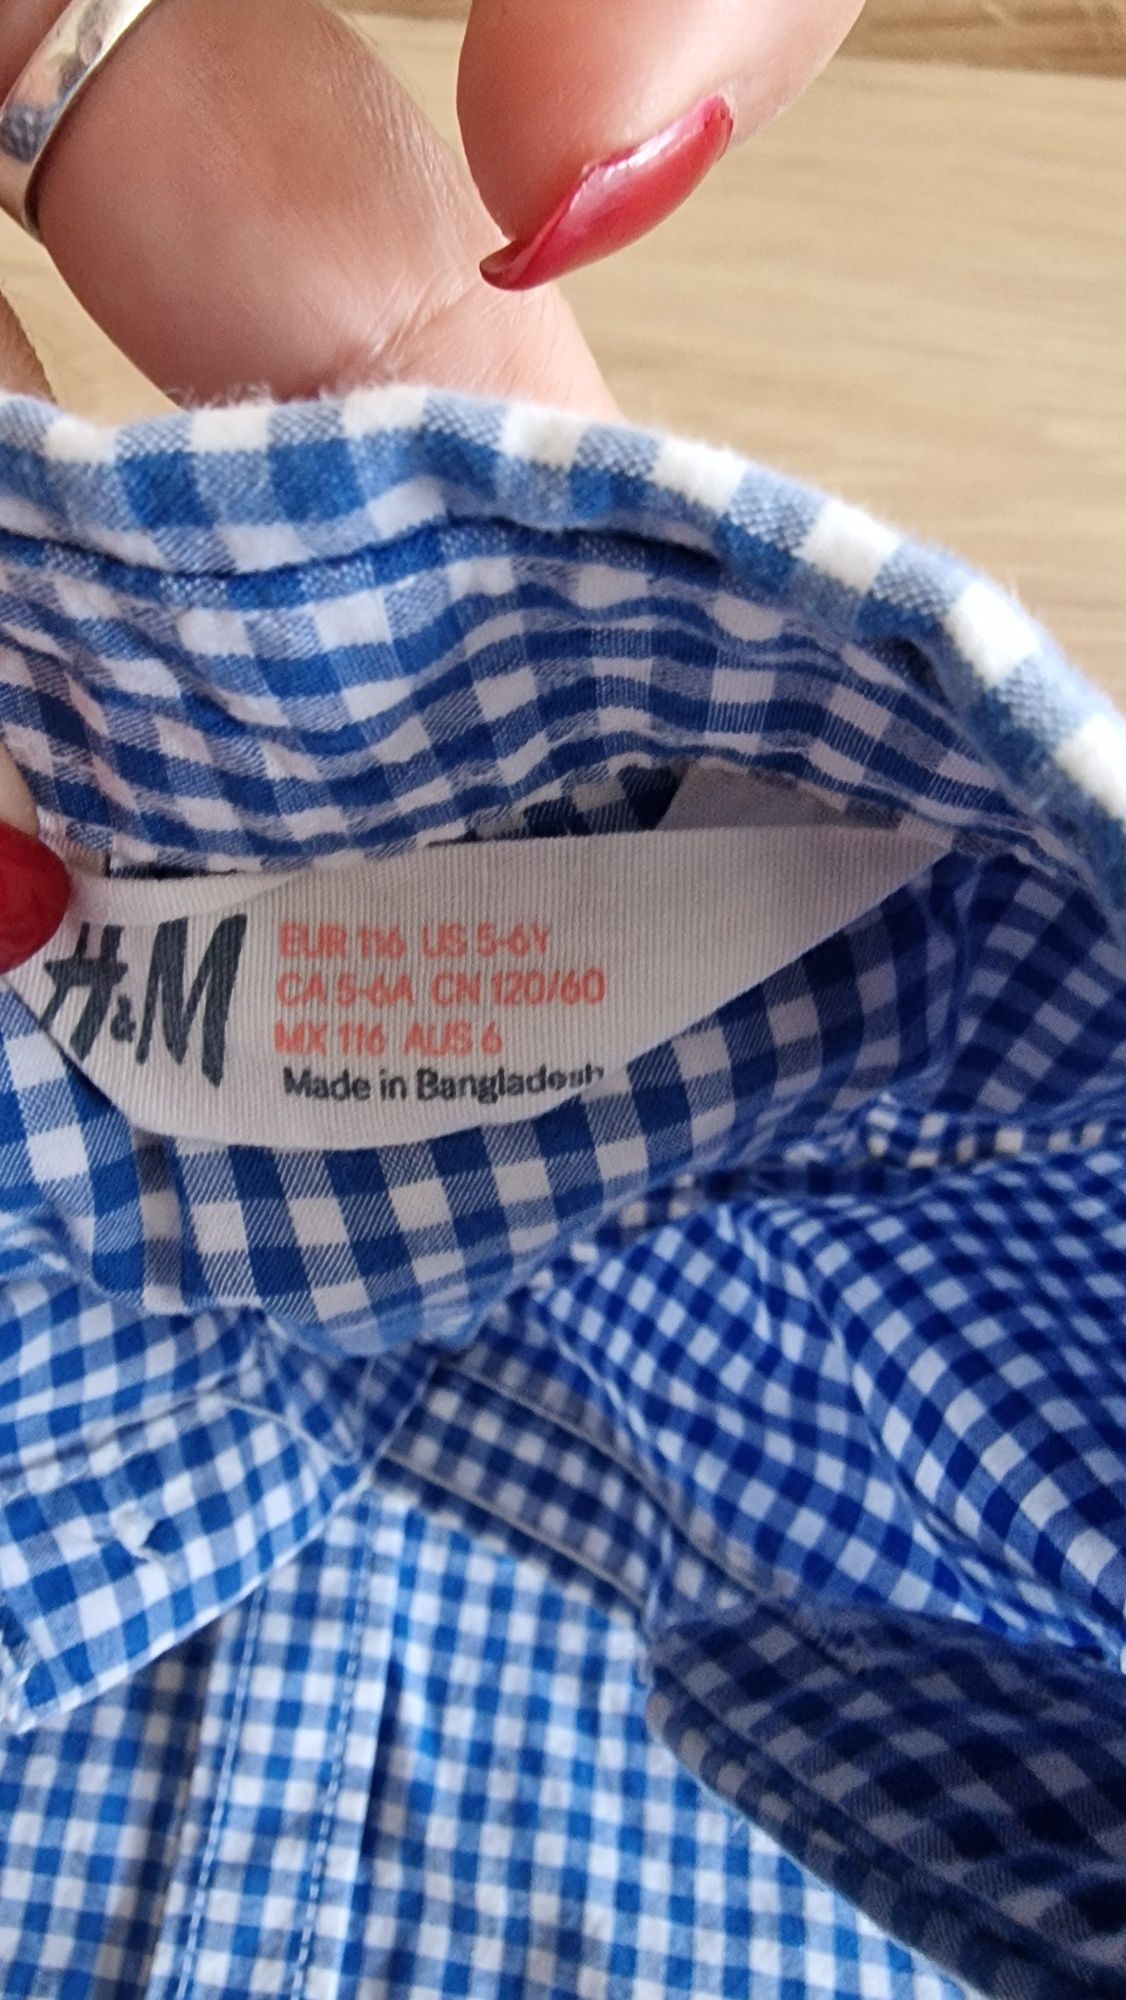 H&M
EUR 116 US 5-6Y
CA 5-6A CN 120/60
MX 116 AUS 6
Made in Bangladesh